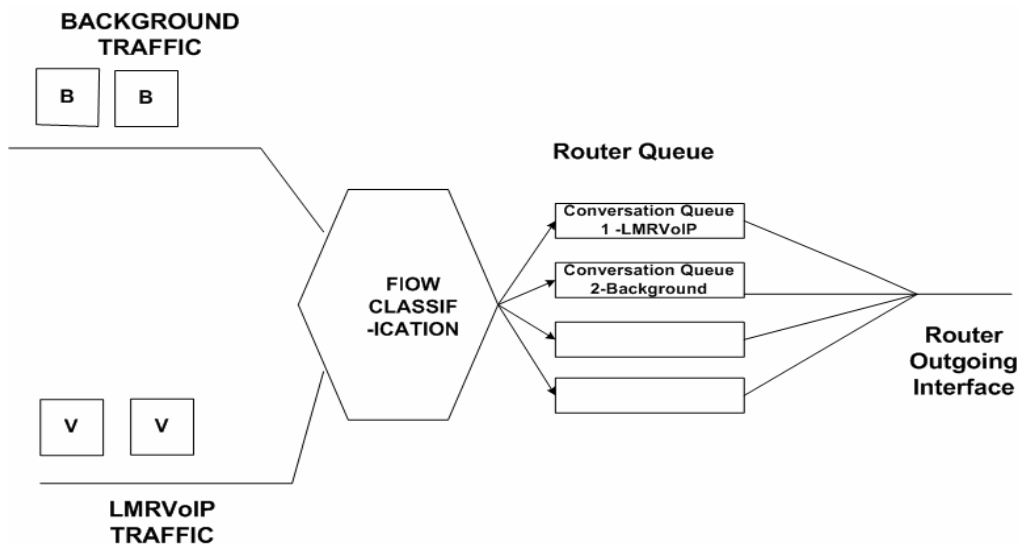 BACKGROUND
TRAFFIC
B
B
Router Queue
Conversation Queue
1 -LMRVoIP
Conversation Queue
2-Background
FlOW
CLASSIF
-ICATION
Router
Outgoing
Interface
V
V
LMRVoIP
TRAFFIC